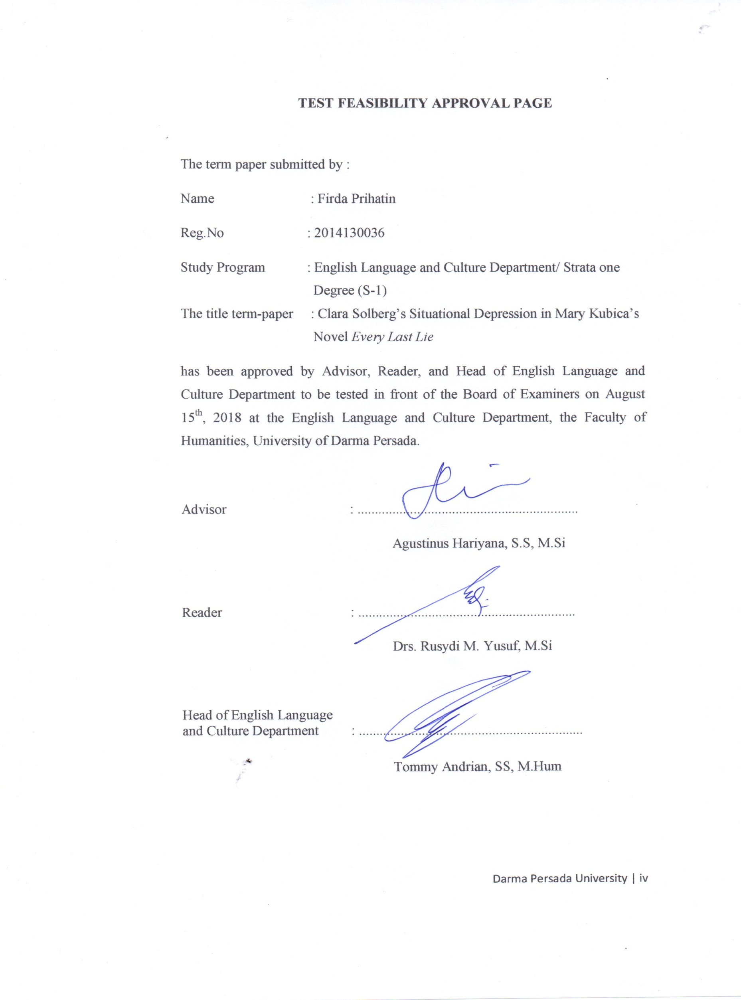 TEST FEASIBILITY APPROVAL PAGE
The term paper submitted by :
Name : Firda Prihatin
Reg.No : 2014130036
Study Program : English Language and Culture Department/ Strata one
Degree (S-1)
The title term-paper : Clara Solberg’s Situational Depression in Mary Kubica’s
Novel Every Last Lie
has been approved by Advisor, Reader, and Head of English Language and
Culture Department to be tested in front of the Board of Examiners on August
15th, 2018 at the English Language and Culture Department, the Faculty of
Humanities, University of Darma Persada.
Advisor : ................................................................
Agustinus Hariyana, S.S, M.Si
Reader : ...............................................................
Drs. Rusydi M. Yusuf, M.Si
Head of English Language
and Culture Department : .................................................................
Tommy Andrian, SS, M.Hum
Darma Persada University | iv